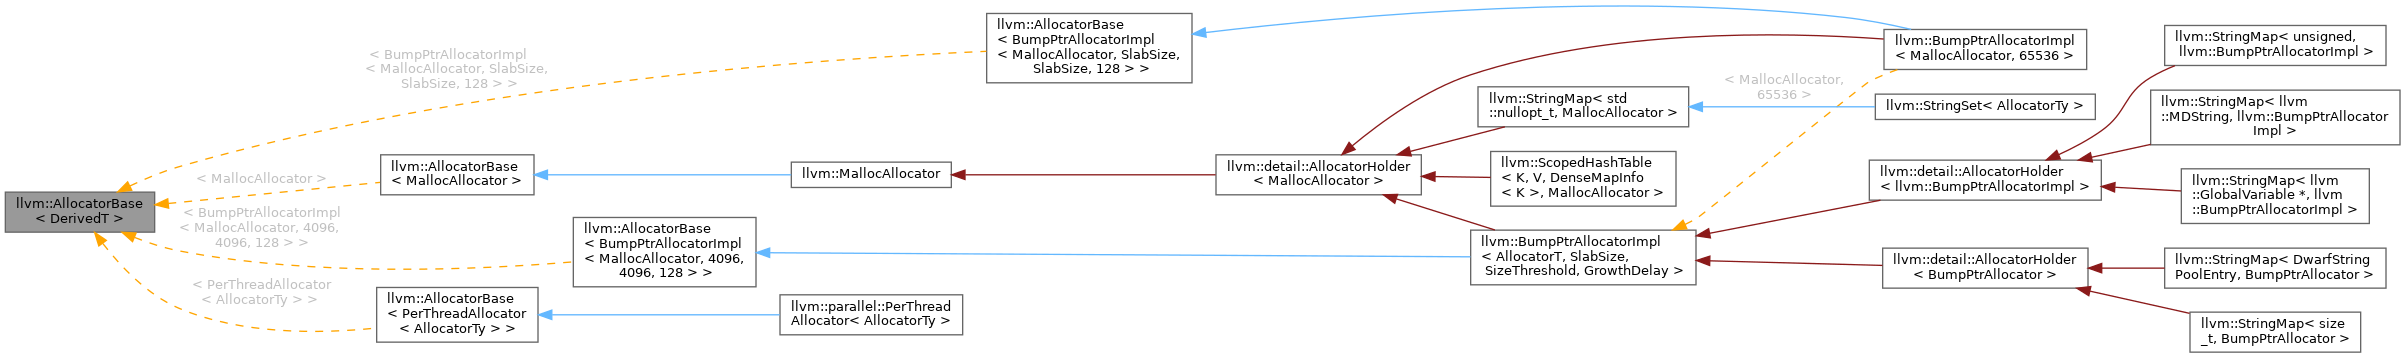 llvm::AllocatorBase
< DerivedT >
< BumpPtrAllocatorImpl
< MallocAllocator, SlabSize,
SlabSize, 128 > >
< MallocAllocator >
< BumpPtrAllocatorImpl
< MallocAllocator, 4096,
4096, 128 > >
< PerThreadAllocator
< AllocatorTy > >
llvm::AllocatorBase
< BumpPtrAllocatorImpl
< MallocAllocator, SlabSize,
SlabSize, 128 > >
llvm::AllocatorBase
< MallocAllocator >
llvm::AllocatorBase
< BumpPtrAllocatorImpl
< MallocAllocator, 4096,
4096, 128 > >
llvm::AllocatorBase
< PerThreadAllocator
< AllocatorTy > >
llvm::MallocAllocator
llvm::parallel::PerThread
Allocator< AllocatorTy >
llvm::detail::AllocatorHolder
< MallocAllocator >
llvm::StringMap< std
::nullopt_t, MallocAllocator >
llvm::ScopedHashTable
< K, V, DenseMapInfo
< K >, MallocAllocator >
llvm::BumpPtrAllocatorImpl
< AllocatorT, SlabSize,
SizeThreshold, GrowthDelay >
< MallocAllocator,
65536 >
llvm::BumpPtrAllocatorImpl
< MallocAllocator, 65536 >
llvm::StringSet< AllocatorTy >
llvm::detail::AllocatorHolder
< llvm::BumpPtrAllocatorImpl >
llvm::detail::AllocatorHolder
< BumpPtrAllocator >
llvm::StringMap< unsigned,
llvm::BumpPtrAllocatorImpl >
llvm::StringMap< llvm
::MDString, llvm::BumpPtrAllocator
Impl >
llvm::StringMap< llvm
::GlobalVariable *, llvm
::BumpPtrAllocatorImpl >
llvm::StringMap< DwarfString
PoolEntry, BumpPtrAllocator >
llvm::StringMap< size
_t, BumpPtrAllocator >